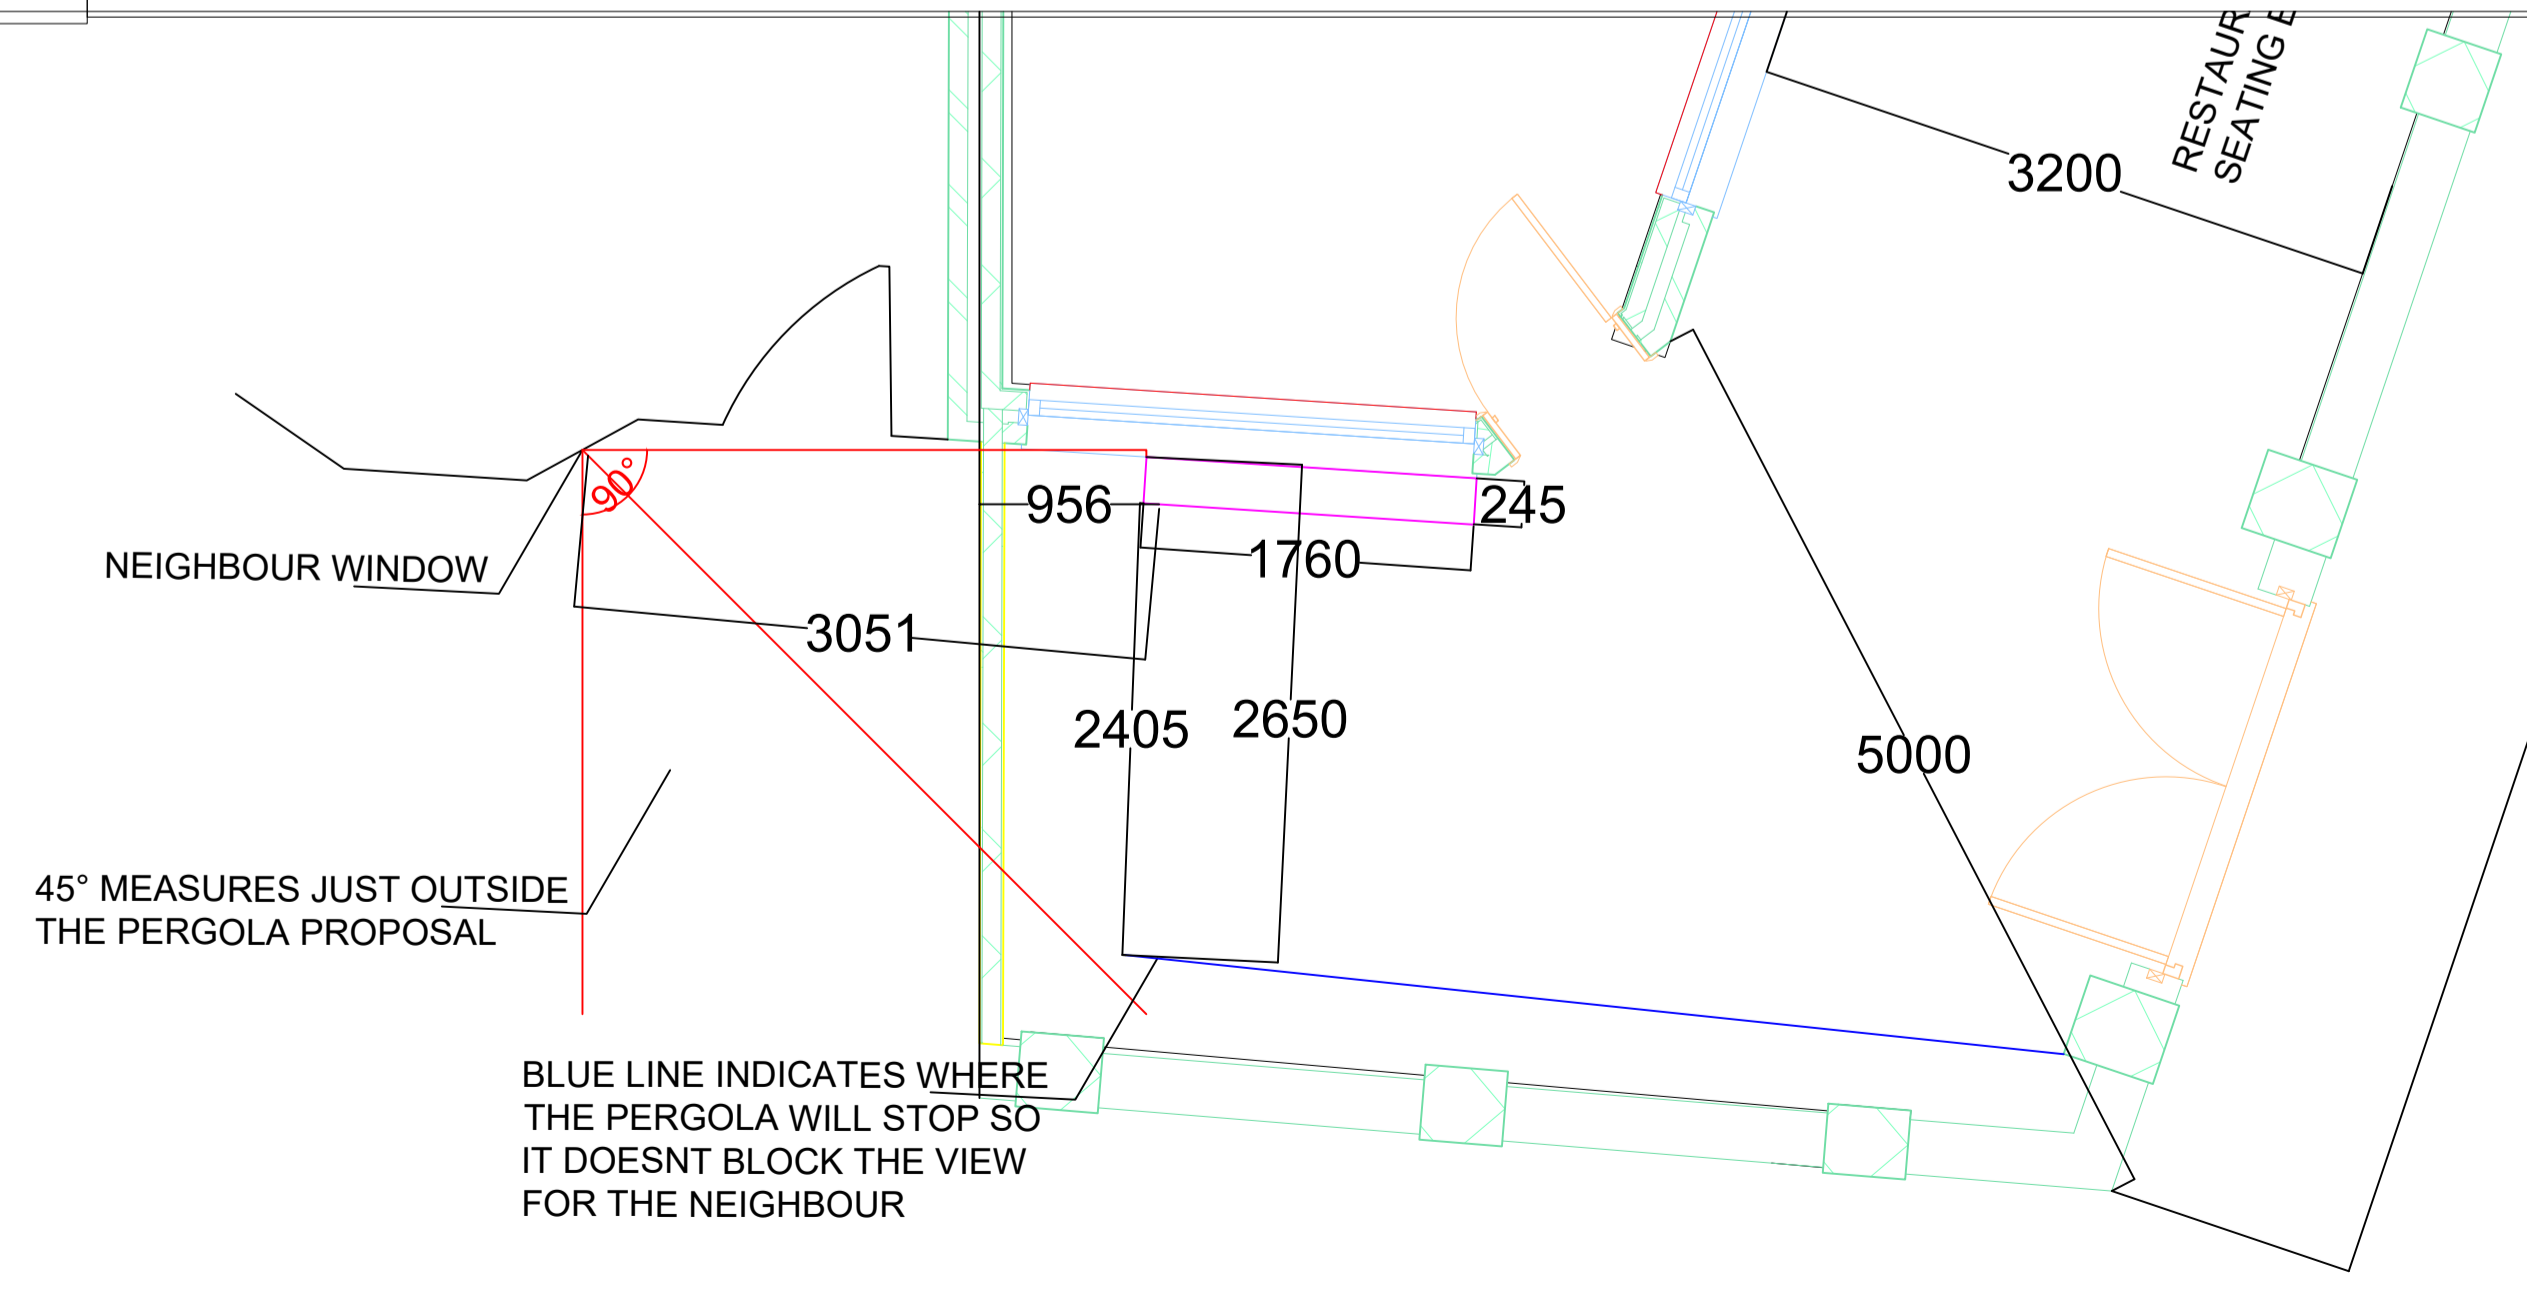 RESTAUR
SEATING
3200
90°
956
245
1760
NEIGHBOUR WINDOW
3051
2405
2650
5000
45° MEASURES JUST OUTSIDE
THE PERGOLA PROPOSAL
BLUE LINE INDICATES WHERE
THE PERGOLA WILL STOP SO
IT DOESNT BLOCK THE VIEW
FOR THE NEIGHBOUR